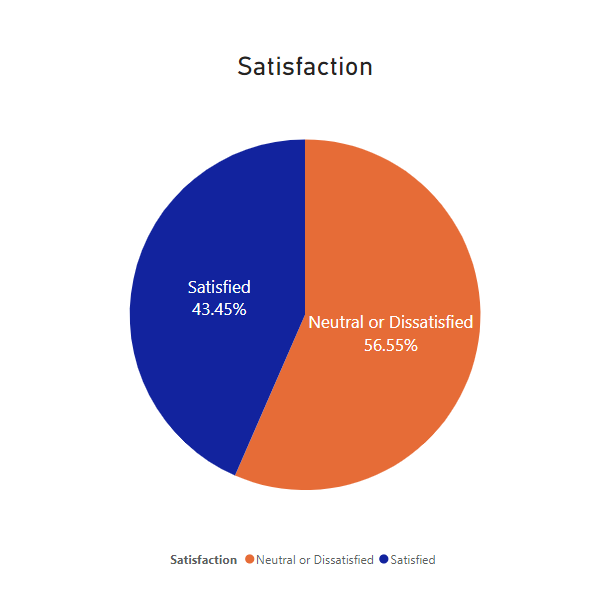 Satisfaction
Satisfied
43.45%
Neutral or Dissatisfied
56.55%
Satisfaction Neutral or Dissatisfied Satisfied